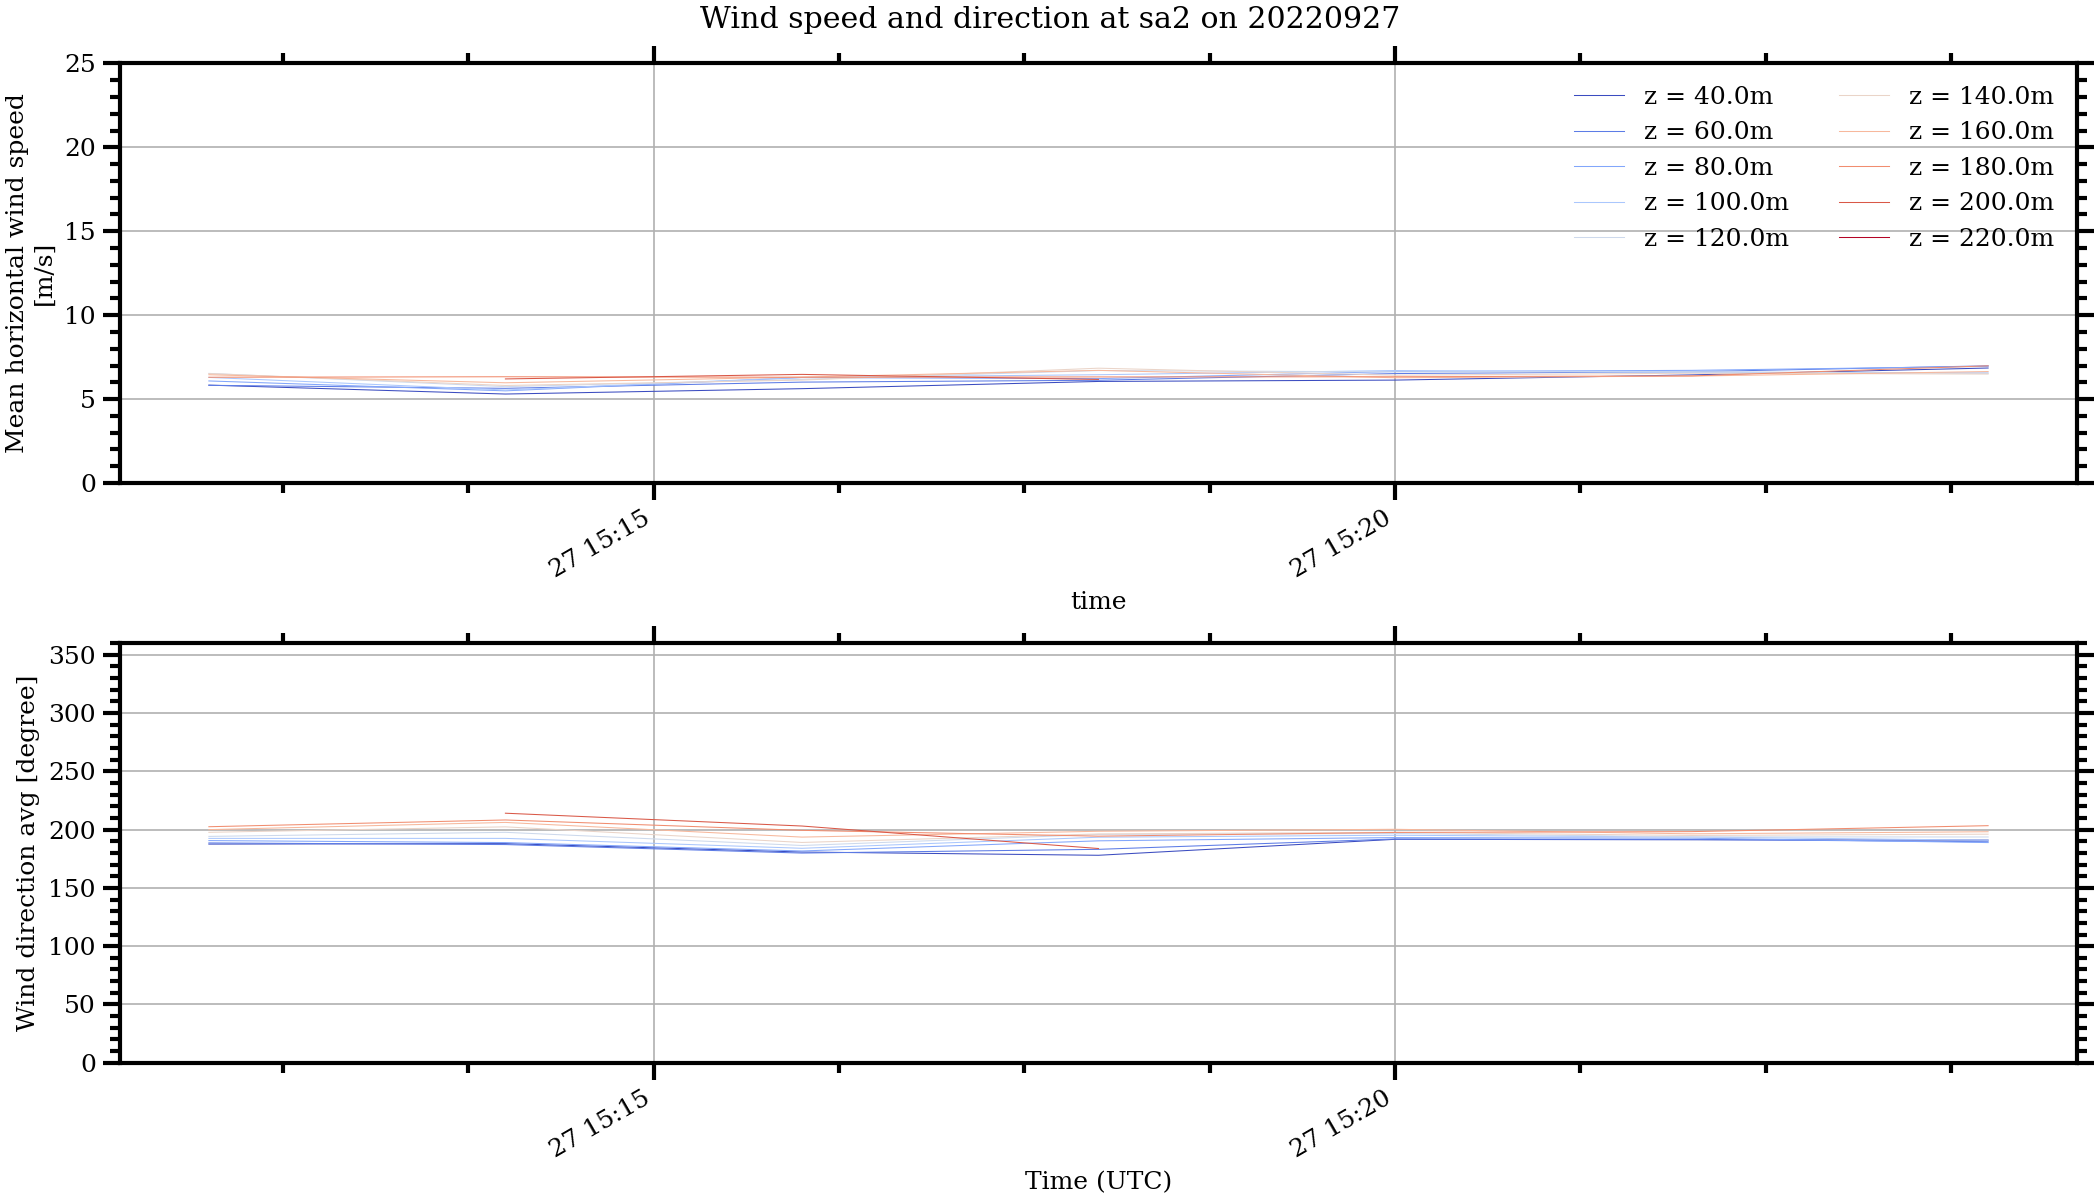 Wind speed and direction at sa2 on 20220927
Mean horizontal wind speed
[m/s]
25
20
15
10
5
0
z = 40.0m
z = 60.0m
z = 80.0m
z = 100.0m
z = 120.0m
z = 140.0m
z = 160.0m
z = 180.0m
z = 200.0m
z = 220.0m
27 15:15
27 15:20
time
Wind direction avg [degree]
350
300
250
200
150
100
50
0
27 15:15
27 15:20
Time (UTC)